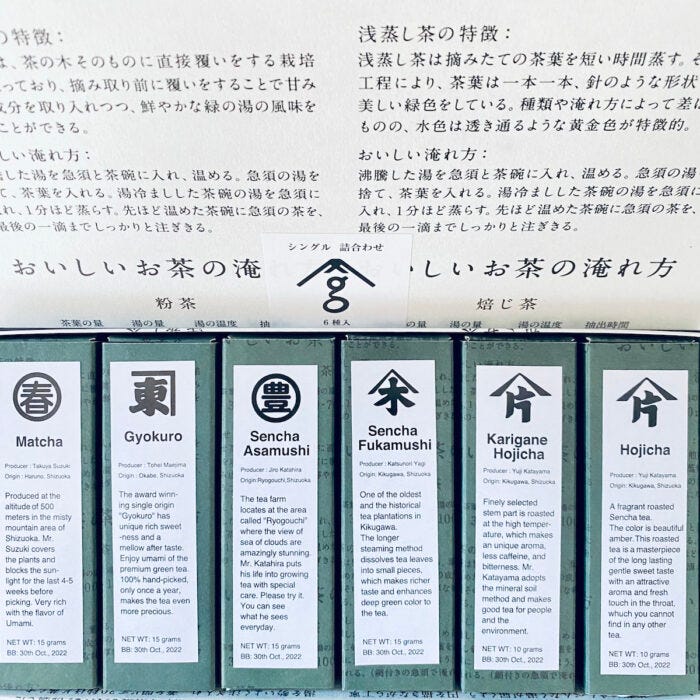 の特徴：
は、茶の木そのものに直接覆いをする栽培
っており、摘み取り前に覆いをすることで甘み
成分を取り入れつつ、鮮やかな緑の湯の風味を
ことができる。
しい淹れ方：
した湯を急須と茶碗に入れ、温める。急須の湯を
て、茶葉を入れる。湯冷ましした茶碗の湯を急須に
れ、1分ほど蒸らす。先ほど温めた茶碗に急須の茶を、
最後の一滴までしっかりと注ぎきる。
浅蒸し茶の特徴：
浅蒸し茶は摘みたての茶葉を短い時間蒸す。そ
工程により、茶葉は一本一本、針のような形状
美しい緑色をしている。種類や淹れ方によって差は
ものの、水色は透き通るような黄金色が特徴的。
おいしい淹れ方：
沸騰した湯を急須と茶碗に入れ、温める。急須の湯
捨て、茶葉を入れる。湯冷ましした茶碗の湯を急須に
入れ、1分ほど蒸らす。先ほど温めた茶碗に急須の茶を、
最後の一滴までしっかりと注ぎきる。
おいしいお茶の淹れ
粉茶
茶葉の量 湯の量 湯の温度 抽
シングル 詰合わせ
g
6種入
おいしいお茶の淹れ方
焙じ茶
の量 湯の量 湯の温度 抽出時間
春
Matcha
Producer : Takuya Suzuki
Origin : Haruno, Shizuoka
Produced at the
altitude of 500
meters in the misty
mountain area of
Shizuoka. Mr.
Suzuki covers
the plants and
blocks the sun-
light for the last 4-5
weeks before
picking. Very rich
with the flavor of
Umami.
NET WT: 15 grams
BB: 30th Oct., 2022
東
Gyokuro
Producer : Tohei Maejima
Origin : Okabe, Shizuoka
The award winn-
ing single origin
"Gyokuro" has
unique rich sweet
-ness and a
mellow after taste.
Enjoy umami of the
premium green tea.
100% hand-picked,
only once a year,
makes the tea even
more precious.
NET WT: 15 grams
BB: 30th Oct., 2022
豊
Sencha
Asamushi
Producer : Jiro Katahira
Origin:Ryogouchi,Shizuoka
The tea farm
locates at the area
called "Ryogouchi"
where the view of
sea of clouds are
amazingly stunning.
Mr. Katahira puts
his life into growing
tea with special
care. Please try it.
You can see
what he sees
everyday.
NET WT: 15 grams
BB: 30th Oct., 2022
木
Sencha
Fukamushi
Producer : Katsunori Yagi
Origin: Kikugawa, Shizuoka
One of the oldest
and the historical
tea plantations in
Kikugawa.
The longer
steaming method
dissolves tea leaves
into small pieces,
which makes richer
taste and enhances
deep green color to
the tea.
NET WT: 15 grams
BB: 30th Oct., 2022
片
Karigane
Hojicha
Producer : Yuji Katayama
Origin: Kikugawa, Shizuoka
Finely selected
stem part is roasted
at the high temper-
ature, which makes
an unique aroma,
less caffeine, and
bitterness. Mr.
Katayama adopts
the mineral soil
method and makes
good tea for people
and the
environment.
NET WT: 10 grams
BB: 30th Oct., 2022
片
Hojicha
Producer : Yuji Katayama
Origin: Kikugawa, Shizuoka
A fragrant roasted
Sencha tea.
The color is beautiful
amber.This roasted
tea is a masterpiece
of the long lasting
gentle sweet taste
with an attractive
aroma and fresh
touch in the throat,
which you cannot
find in any other
tea.
NET WT: 10 grams
BB: 30th Oct., 2022